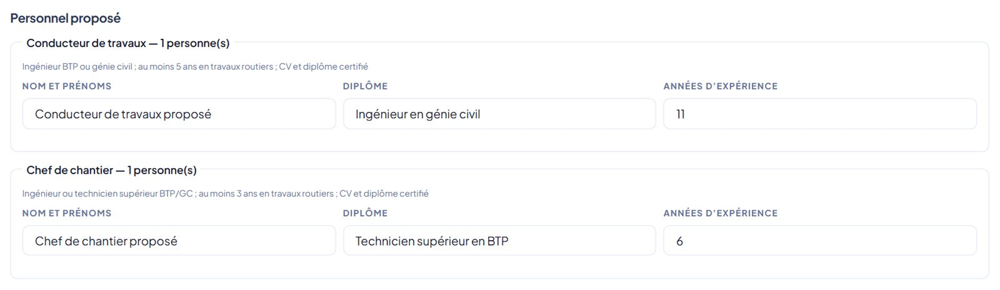 Personnel proposé
Conducteur de travaux — 1 personne(s)
Ingénieur BTP ou génie civil ; au moins 5 ans en travaux routiers ; CV et diplôme certifié
NOM ET PRÉNOMS DIPLÔME ANNÉES D’EXPÉRIENCE
Conducteur de travaux proposé Ingénieur en génie civil 11
Chef de chantier — 1 personne(s)
Ingénieur ou technicien supérieur BTP/GC ; au moins 3 ans en travaux routiers ; CV et diplôme certifié
NOM ET PRÉNOMS DIPLÔME ANNÉES D’EXPÉRIENCE
Chef de chantier proposé Technicien supérieur en BTP 6